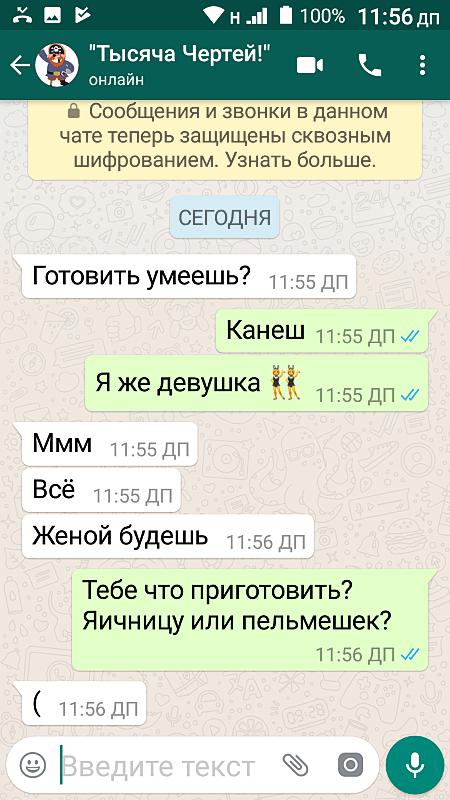 H 100% 11:56 дп
"Тысяча Чертей!"
онлайн
Сообщения и звонки в данном
чате теперь защищены сквозным
шифрованием. Узнать больше.
СЕГОДНЯ
Готовить умеешь? 11:55 ДП
Канеш 11:55 ДП
Я же девушка 👯 11:55 ДП
Ммм 11:55 ДП
Всё 11:55 ДП
Женой будешь 11:56 ДП
Тебе что приготовить?
Яичницу или пельмешек?
11:56 ДП
( 11:56 ДП
Введите текст